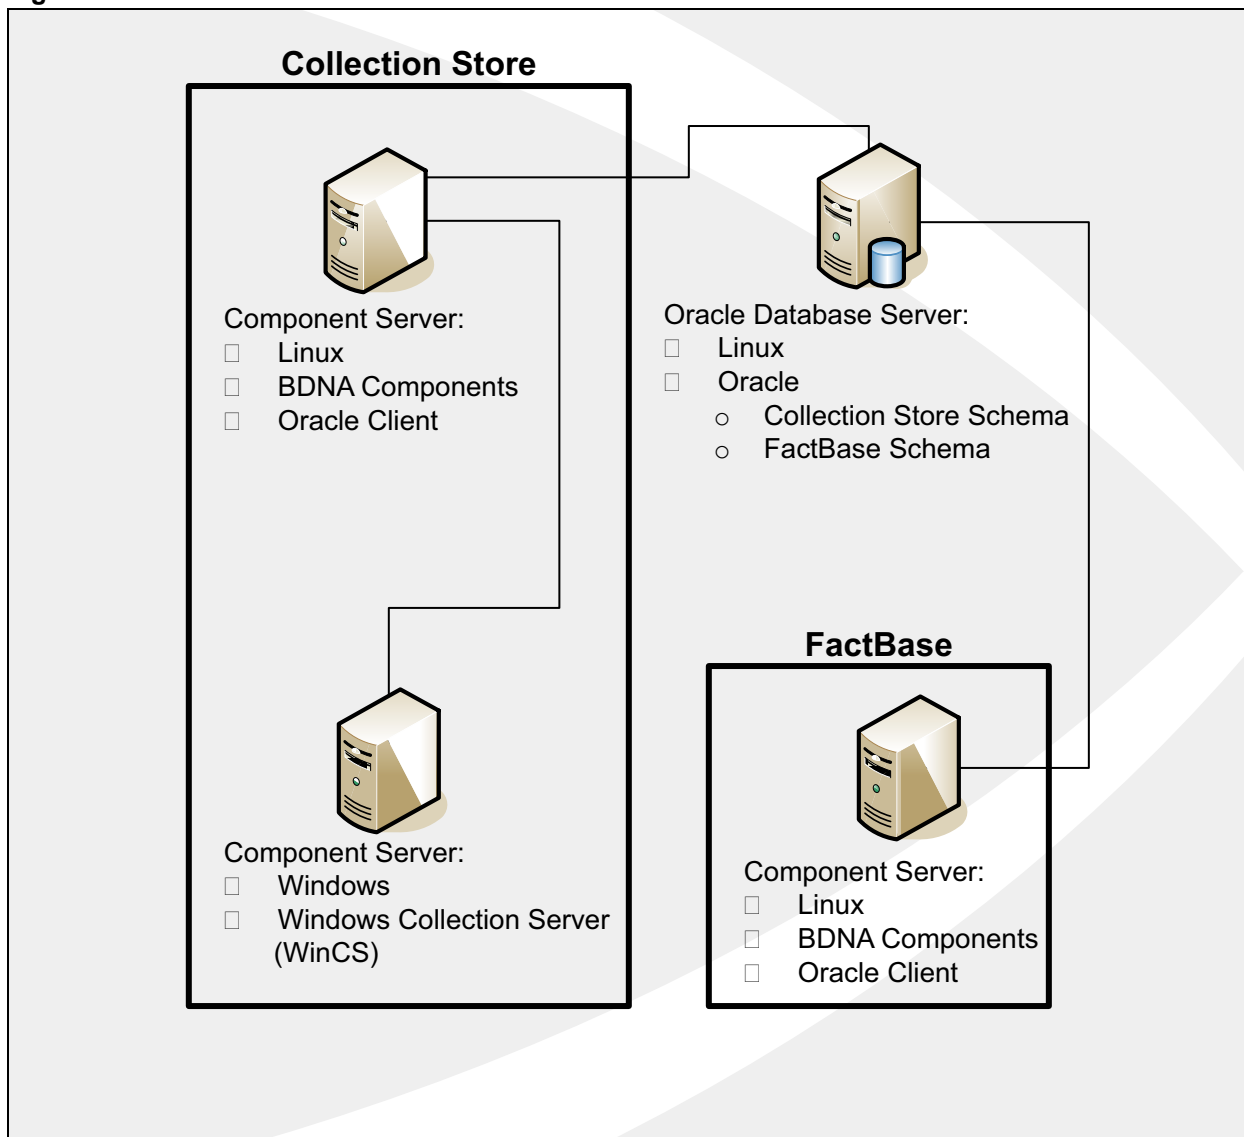 Collection Store
Component Server:
Linux
BDNA Components
Oracle Client
Oracle Database Server:
Linux
Oracle
o Collection Store Schema
o FactBase Schema
Component Server:
Windows
Windows Collection Server
(WinCS)
FactBase
Component Server:
Linux
BDNA Components
Oracle Client